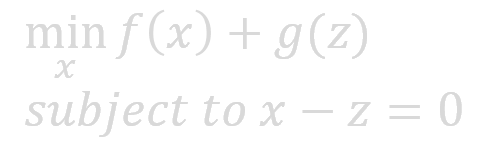 min f(x) + g(z)
x
subject to x − z = 0